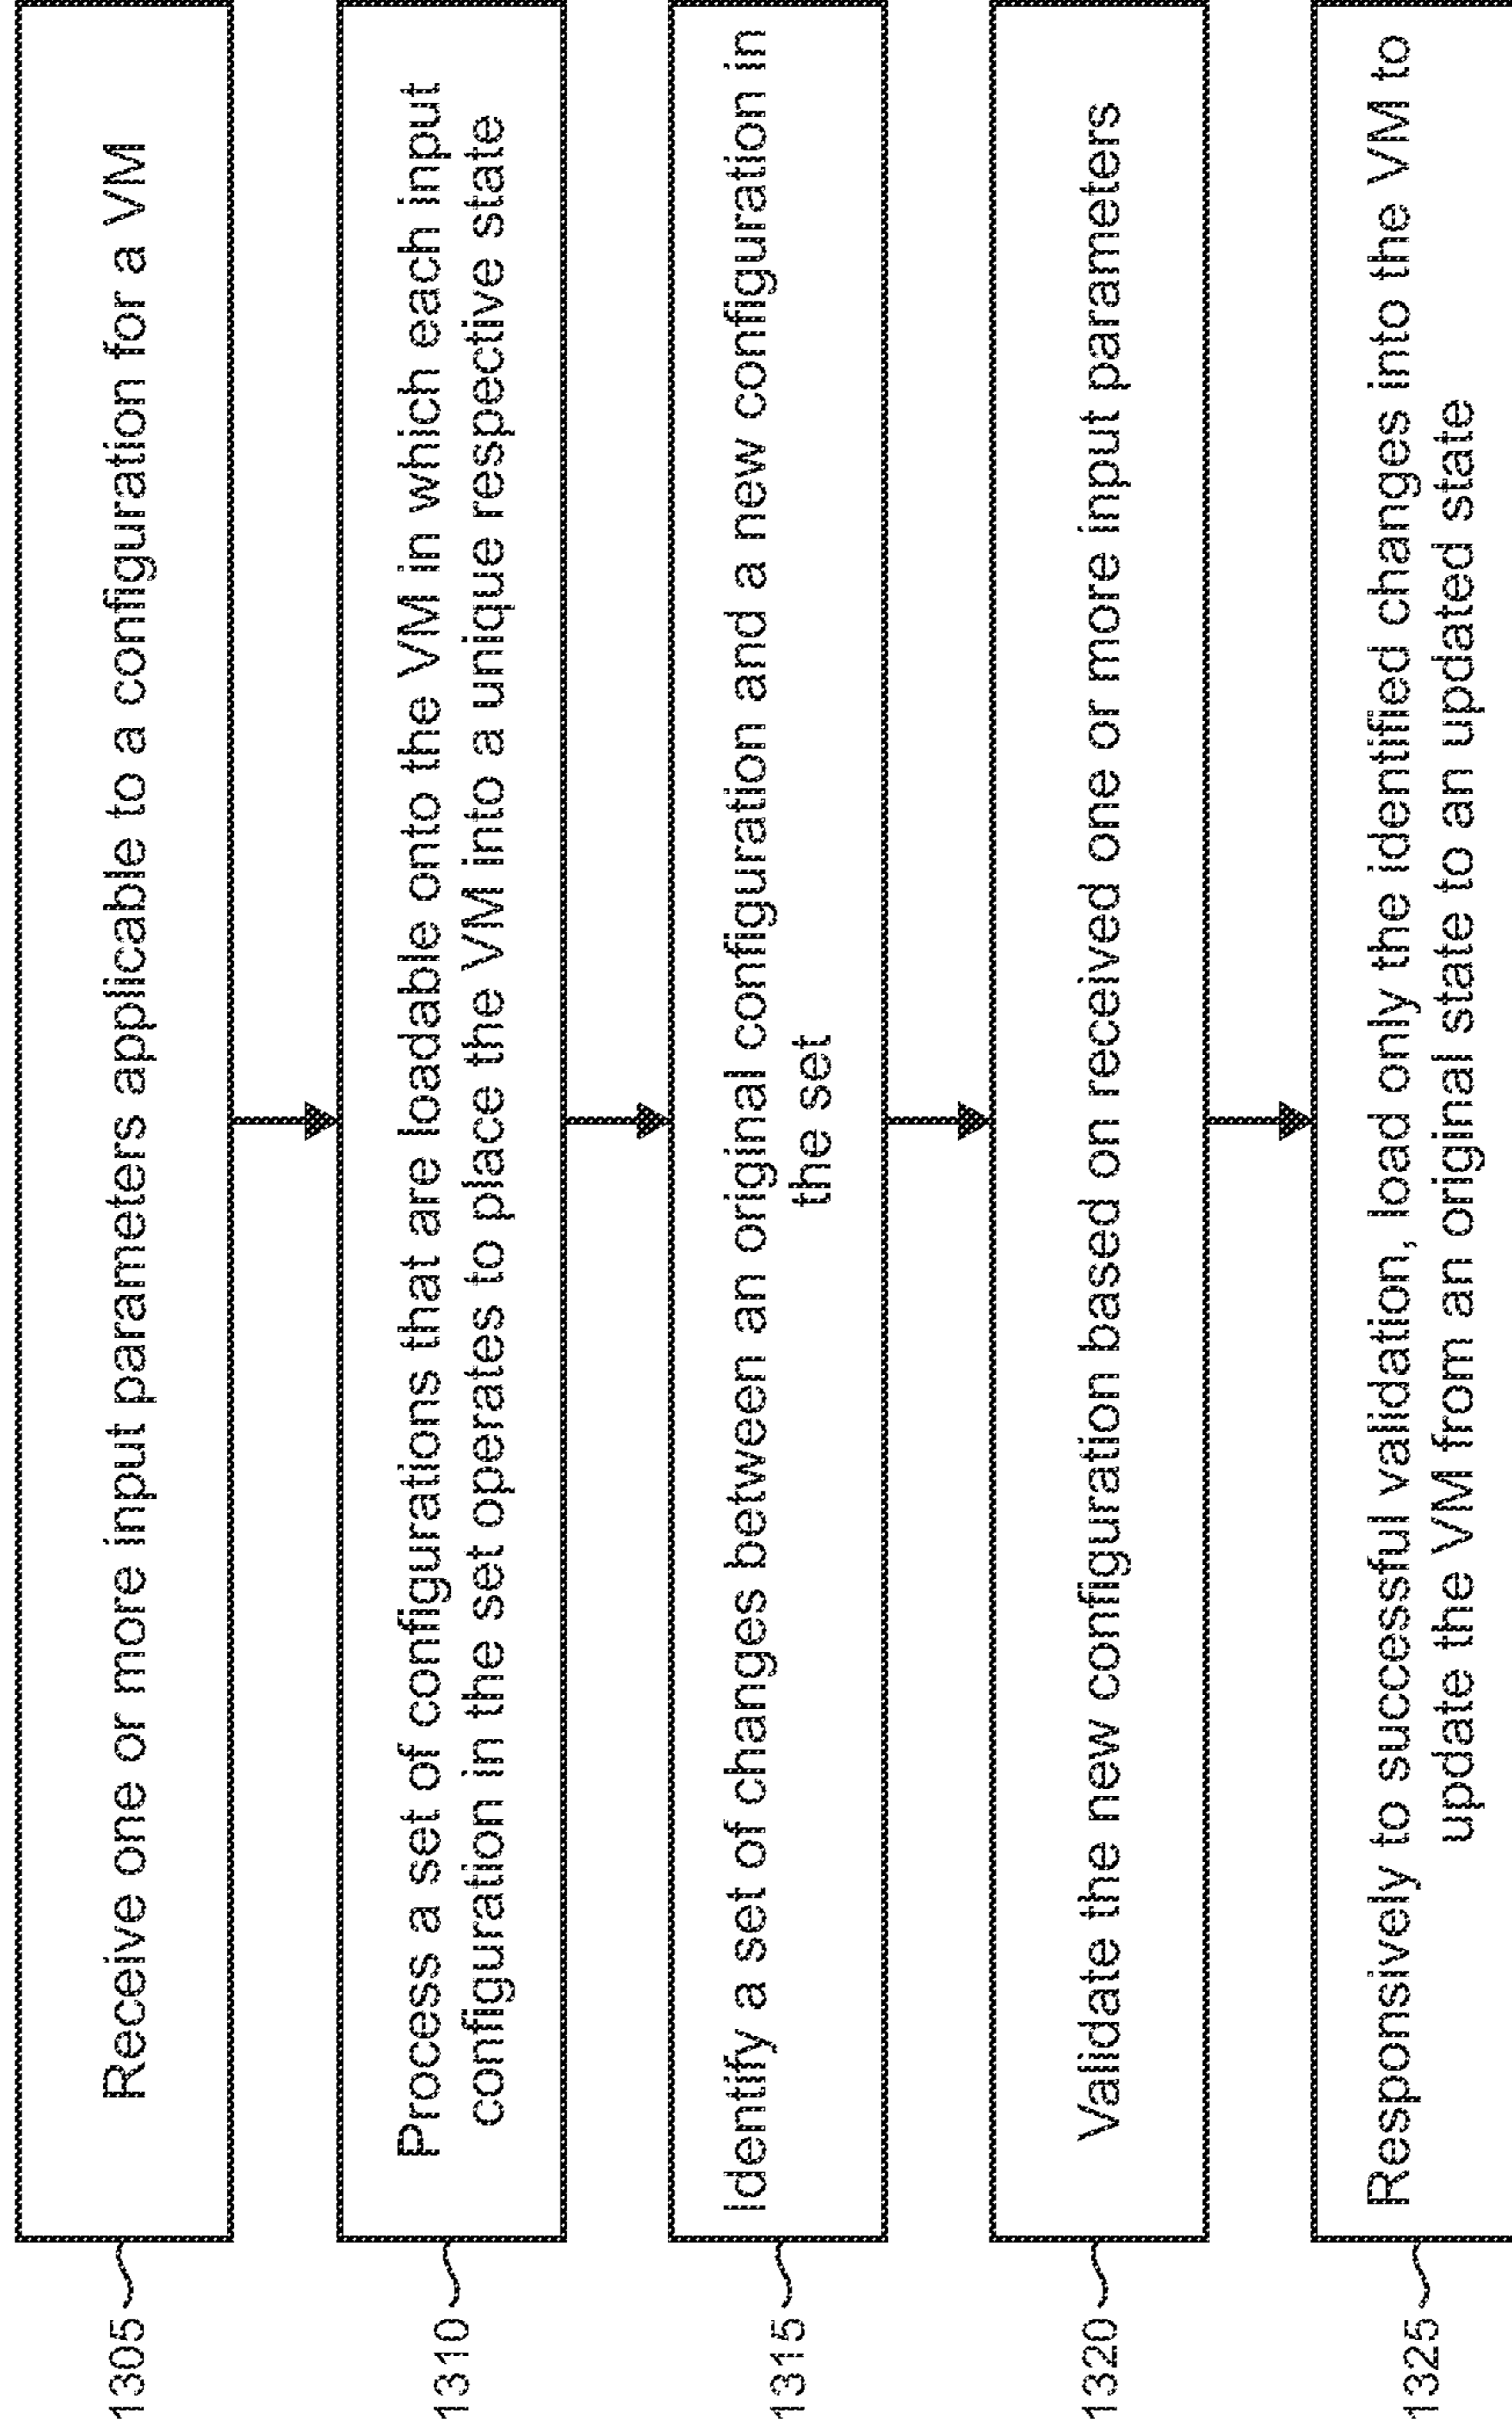 1305
Receive one or more input parameters applicable to a configuration for a VM
1310
Process a set of configurations that are loadable onto the VM in which each input
configuration in the set operates to place the VM into a unique respective state
1315
Identify a set of changes between an original configuration and a new configuration in
the set
1320
Validate the new configuration based on received one or more input parameters
1325
Responsively to successful validation, load only the identified changes into the VM to
update the VM from an original state to an updated state